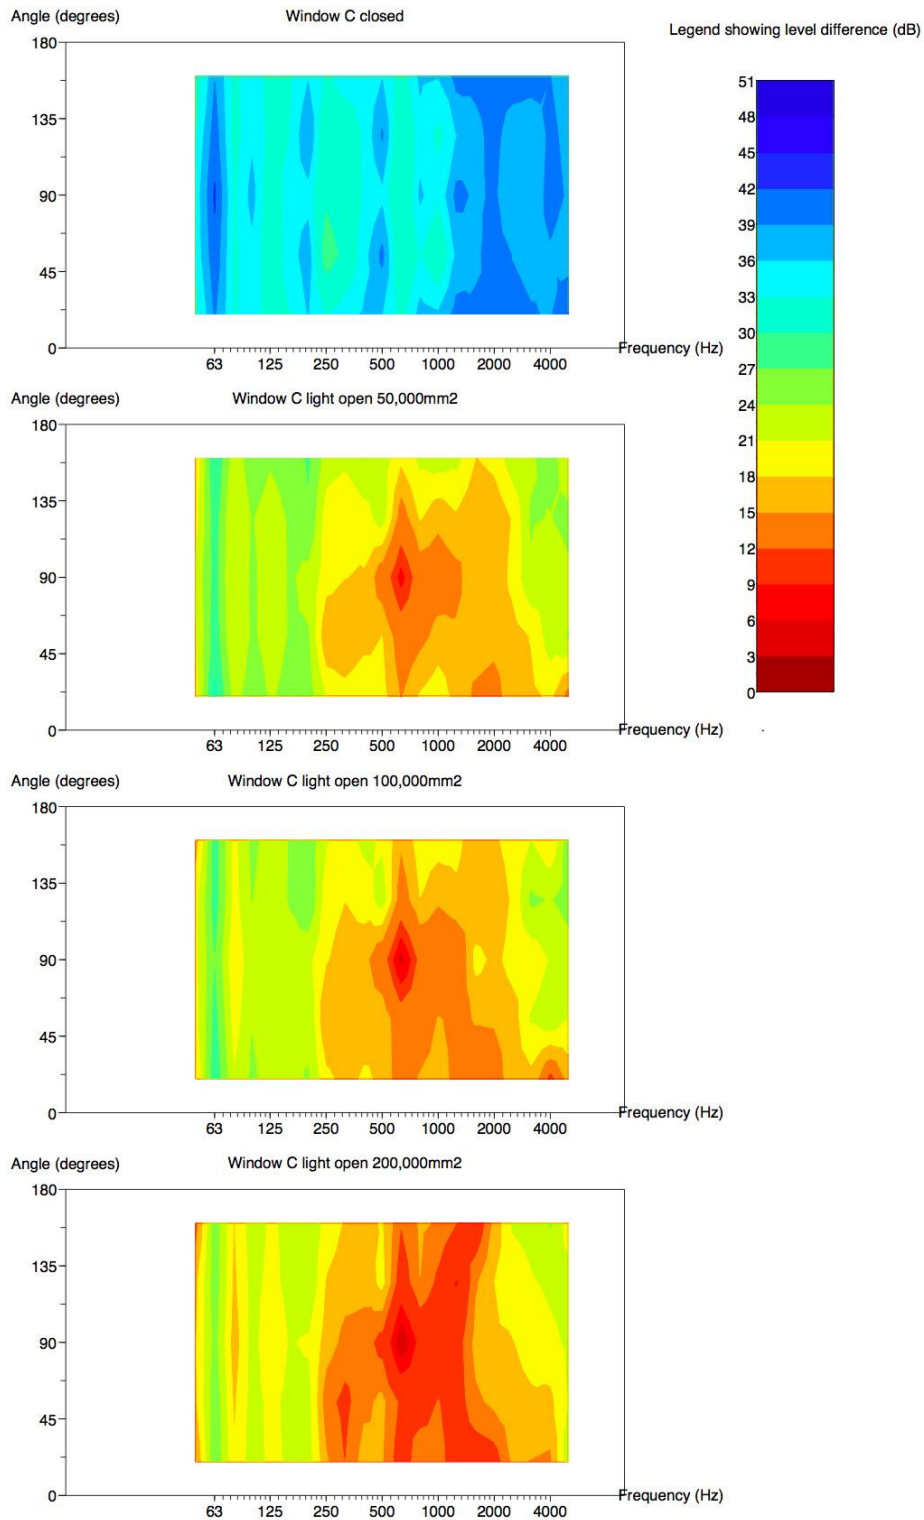 Angle (degrees) Window C closed
Legend showing level difference (dB)
180
135
90
45
0
63 125 250 500 1000 2000 4000
Frequency (Hz)
51
48
45
42
39
36
33
30
27
24
21
18
15
12
9
6
3
0
Angle (degrees) Window C light open 50,000mm2
180
135
90
45
0
63 125 250 500 1000 2000 4000
Frequency (Hz)
Angle (degrees) Window C light open 100,000mm2
180
135
90
45
0
63 125 250 500 1000 2000 4000
Frequency (Hz)
Angle (degrees) Window C light open 200,000mm2
180
135
90
45
0
63 125 250 500 1000 2000 4000
Frequency (Hz)